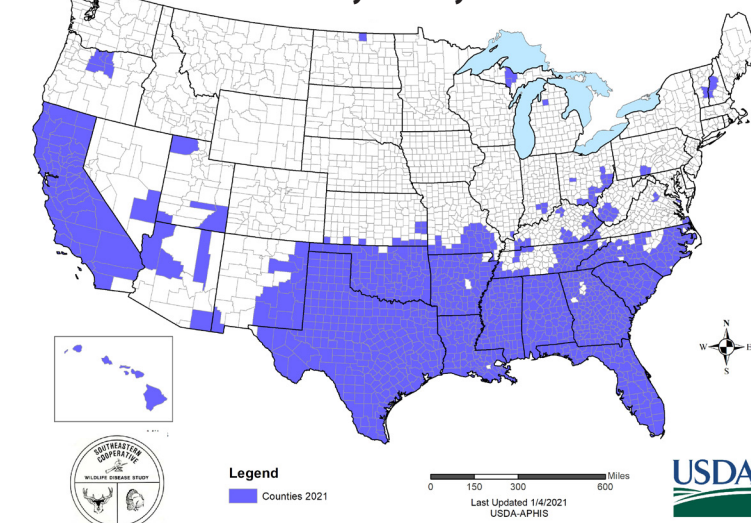 N
W
E
S
SOUTHEASTERN
COOPERATIVE
WILDLIFE DISEASE STUDY
Legend
Counties 2021
Miles
0
150
300
600
Last Updated 1/4/2021
USDA-APHIS
USDA